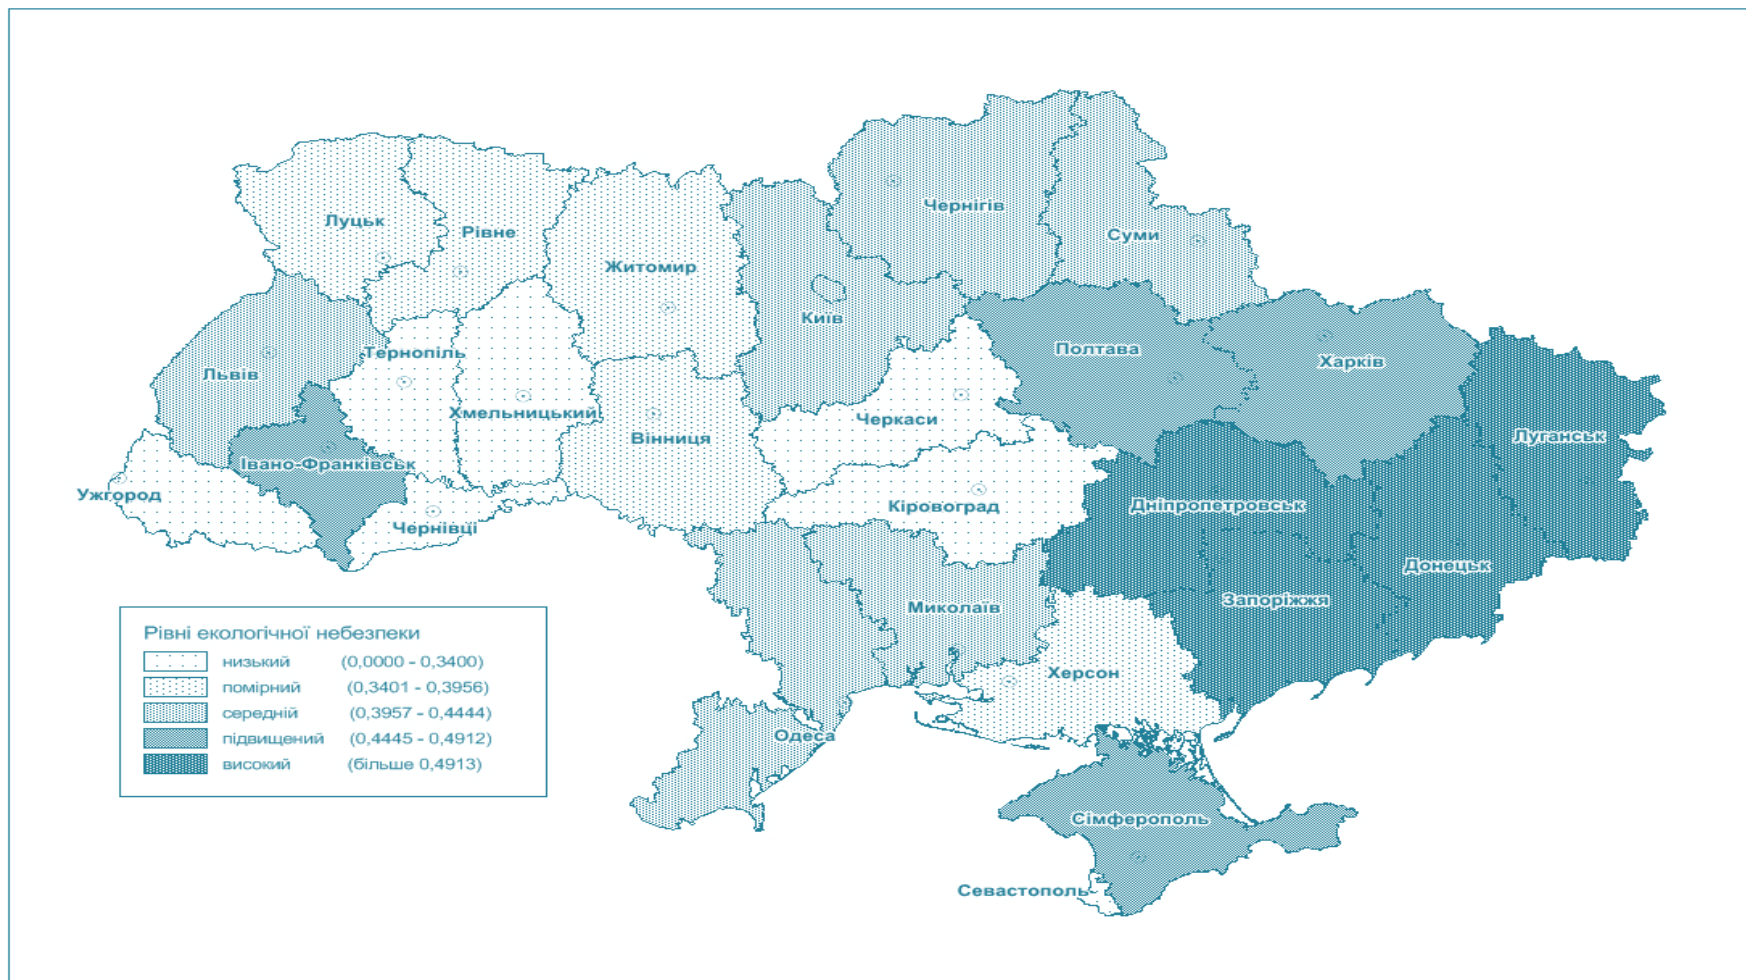 Луцьк
Рівне
Житомир
Чернігів
Суми
Київ
Львів
Тернопіль
Хмельницький
Вінниця
Черкаси
Полтава
Харків
Луганськ
Івано-Франківськ
Ужгород
Чернівці
Кіровоград
Дніпропетровськ
Донецьк
Запоріжжя
Миколаїв
Херсон
Одеса
Сімферополь
Севастополь
Рівні екологічної небезпеки
низький (0,0000 - 0,3400)
помірний (0,3401 - 0,3956)
середній (0,3957 - 0,4444)
підвищений (0,4445 - 0,4912)
високий (більше 0,4913)